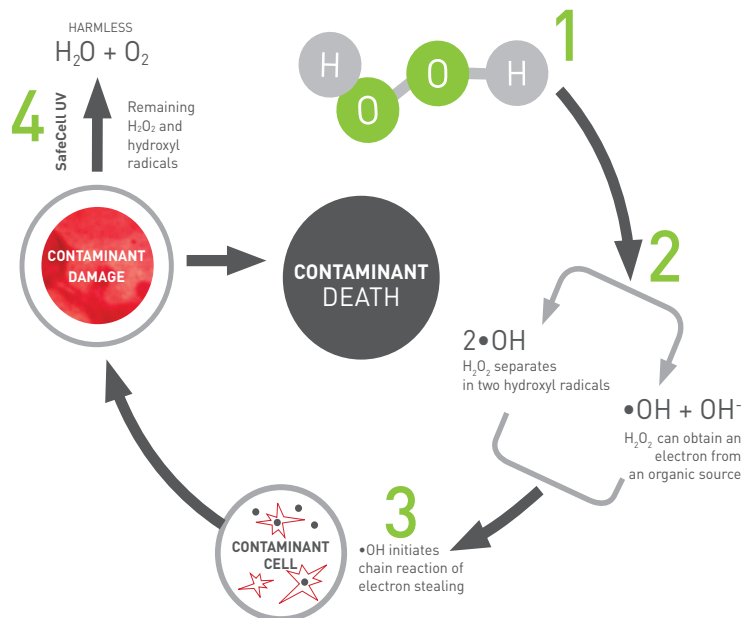 1
H
O
O
H
2
2•OH
H₂O₂ separates
in two hydroxyl radicals
•OH + OH⁻
H₂O₂ can obtain an
electron from
an organic source
3
•OH initiates
chain reaction of
electron stealing
CONTAMINANT
CELL
CONTAMINANT
DAMAGE
CONTAMINANT
DEATH
4
SafeCell UV
Remaining
H₂O₂ and
hydroxyl
radicals
HARMLESS
H₂O + O₂